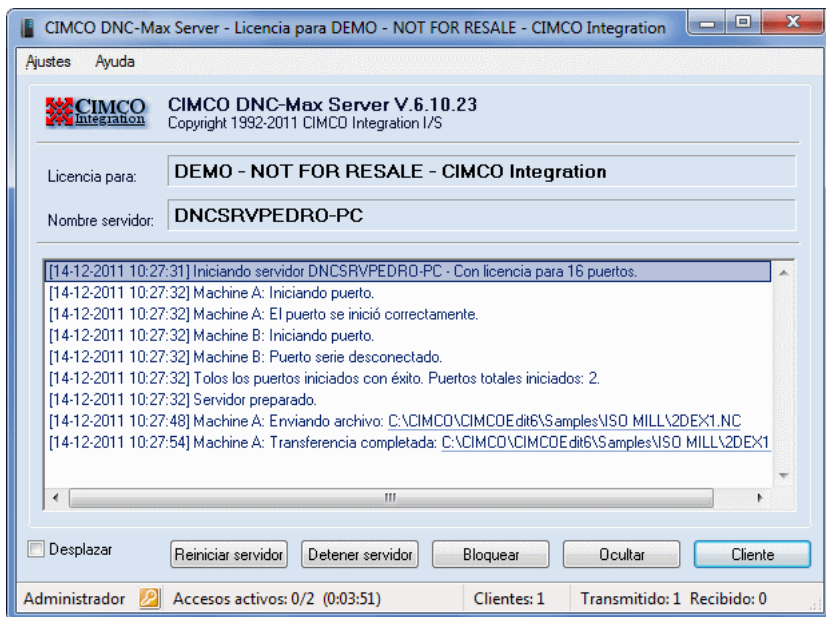 CIMCO DNC-Max Server - Licencia para DEMO - NOT FOR RESALE - CIMCO Integration
Ajustes Ayuda
CIMCO Integration
CIMCO DNC-Max Server V.6.10.23
Copyright 1992-2011 CIMCO Integration I/S
Licencia para: DEMO - NOT FOR RESALE - CIMCO Integration
Nombre servidor: DNCSRVPEDRO-PC
[14-12-2011 10:27:31] Iniciando servidor DNCSRVPEDRO-PC - Con licencia para 16 puertos.
[14-12-2011 10:27:32] Machine A: Iniciando puerto.
[14-12-2011 10:27:32] Machine A: El puerto se inició correctamente.
[14-12-2011 10:27:32] Machine B: Iniciando puerto.
[14-12-2011 10:27:32] Machine B: Puerto serie desconectado.
[14-12-2011 10:27:32] Tolos los puertos iniciados con éxito. Puertos totales iniciados: 2.
[14-12-2011 10:27:32] Servidor preparado.
[14-12-2011 10:27:48] Machine A: Enviando archivo: C:\CIMCO\CIMCOEdit6\Samples\ISO MILL\2DEX1.NC
[14-12-2011 10:27:54] Machine A: Transferencia completada: C:\CIMCO\CIMCOEdit6\Samples\ISO MILL\2DEX1
Desplazar Reiniciar servidor Detener servidor Bloquear Ocultar Cliente
Administrador Accesos activos: 0/2 (0:03:51) Clientes: 1 Transmitido: 1 Recibido: 0